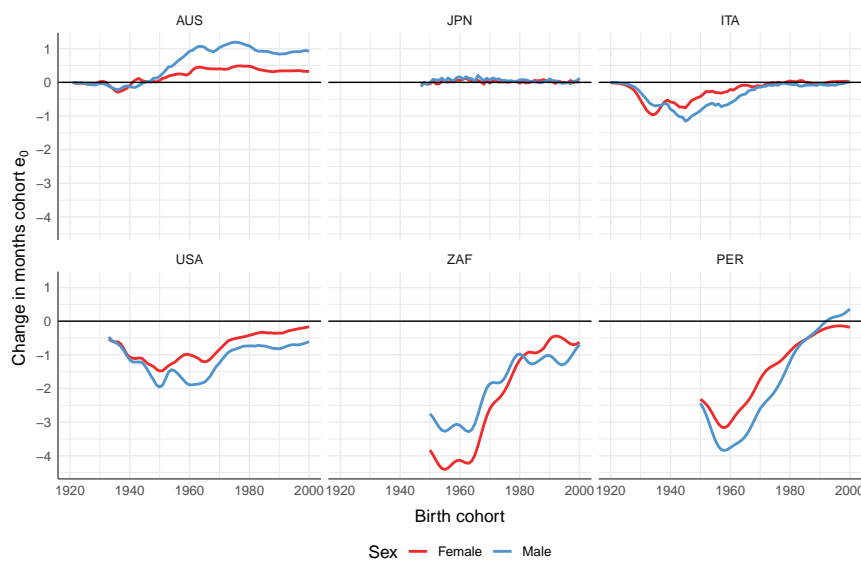 AUS JPN ITA
1
0
−1
−2
−3
−4
Change in months cohort e0
USA ZAF PER
1
0
−1
−2
−3
−4
1920 1940 1960 1980 2000 1920 1940 1960 1980 2000 1920 1940 1960 1980 2000
Birth cohort
Sex Female Male